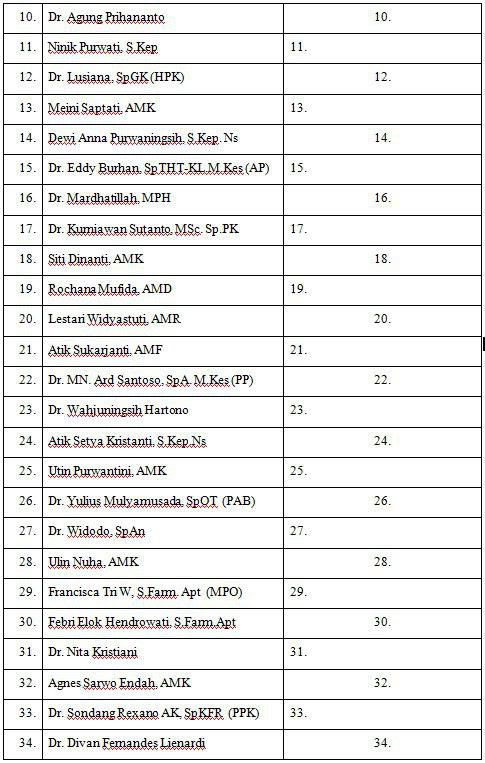 10. Dr. Agung Prihananto 10.
11. Ninik Purwati, S.Kep 11.
12. Dr. Lusiana, SpGK (HPK) 12.
13. Meini Saptati, AMK 13.
14. Dewi Anna Purwaningsih, S.Kep. Ns 14.
15. Dr. Eddy Burhan, SpTHT-KL.M.Kes (AP) 15.
16. Dr. Mardhatillah, MPH 16.
17. Dr. Kurniawan Sutanto, MSc. Sp.PK 17.
18. Siti Dinanti, AMK 18.
19. Rochana Mufida, AMD 19.
20. Lestari Widyastuti, AMR 20.
21. Atik Sukarjanti, AMF 21.
22. Dr. MN. Ard Santoso, SpA. M.Kes (PP) 22.
23. Dr. Wahjuningsih Hartono 23.
24. Atik Setya Kristanti, S.Kep.Ns 24.
25. Utin Purwantini, AMK 25.
26. Dr. Yulius Mulyamusada, SpOT (PAB) 26.
27. Dr. Widodo, SpAn 27.
28. Ulin Nuha, AMK 28.
29. Francisca Tri W, S.Farm. Apt (MPO) 29.
30. Febri Elok Hendrowati, S.Farm.Apt 30.
31. Dr. Nita Kristiani 31.
32. Agnes Sarwo Endah, AMK 32.
33. Dr. Sondang Rexano AK, SpKFR (PPK) 33.
34. Dr. Divan Fernandes Lienardi 34.